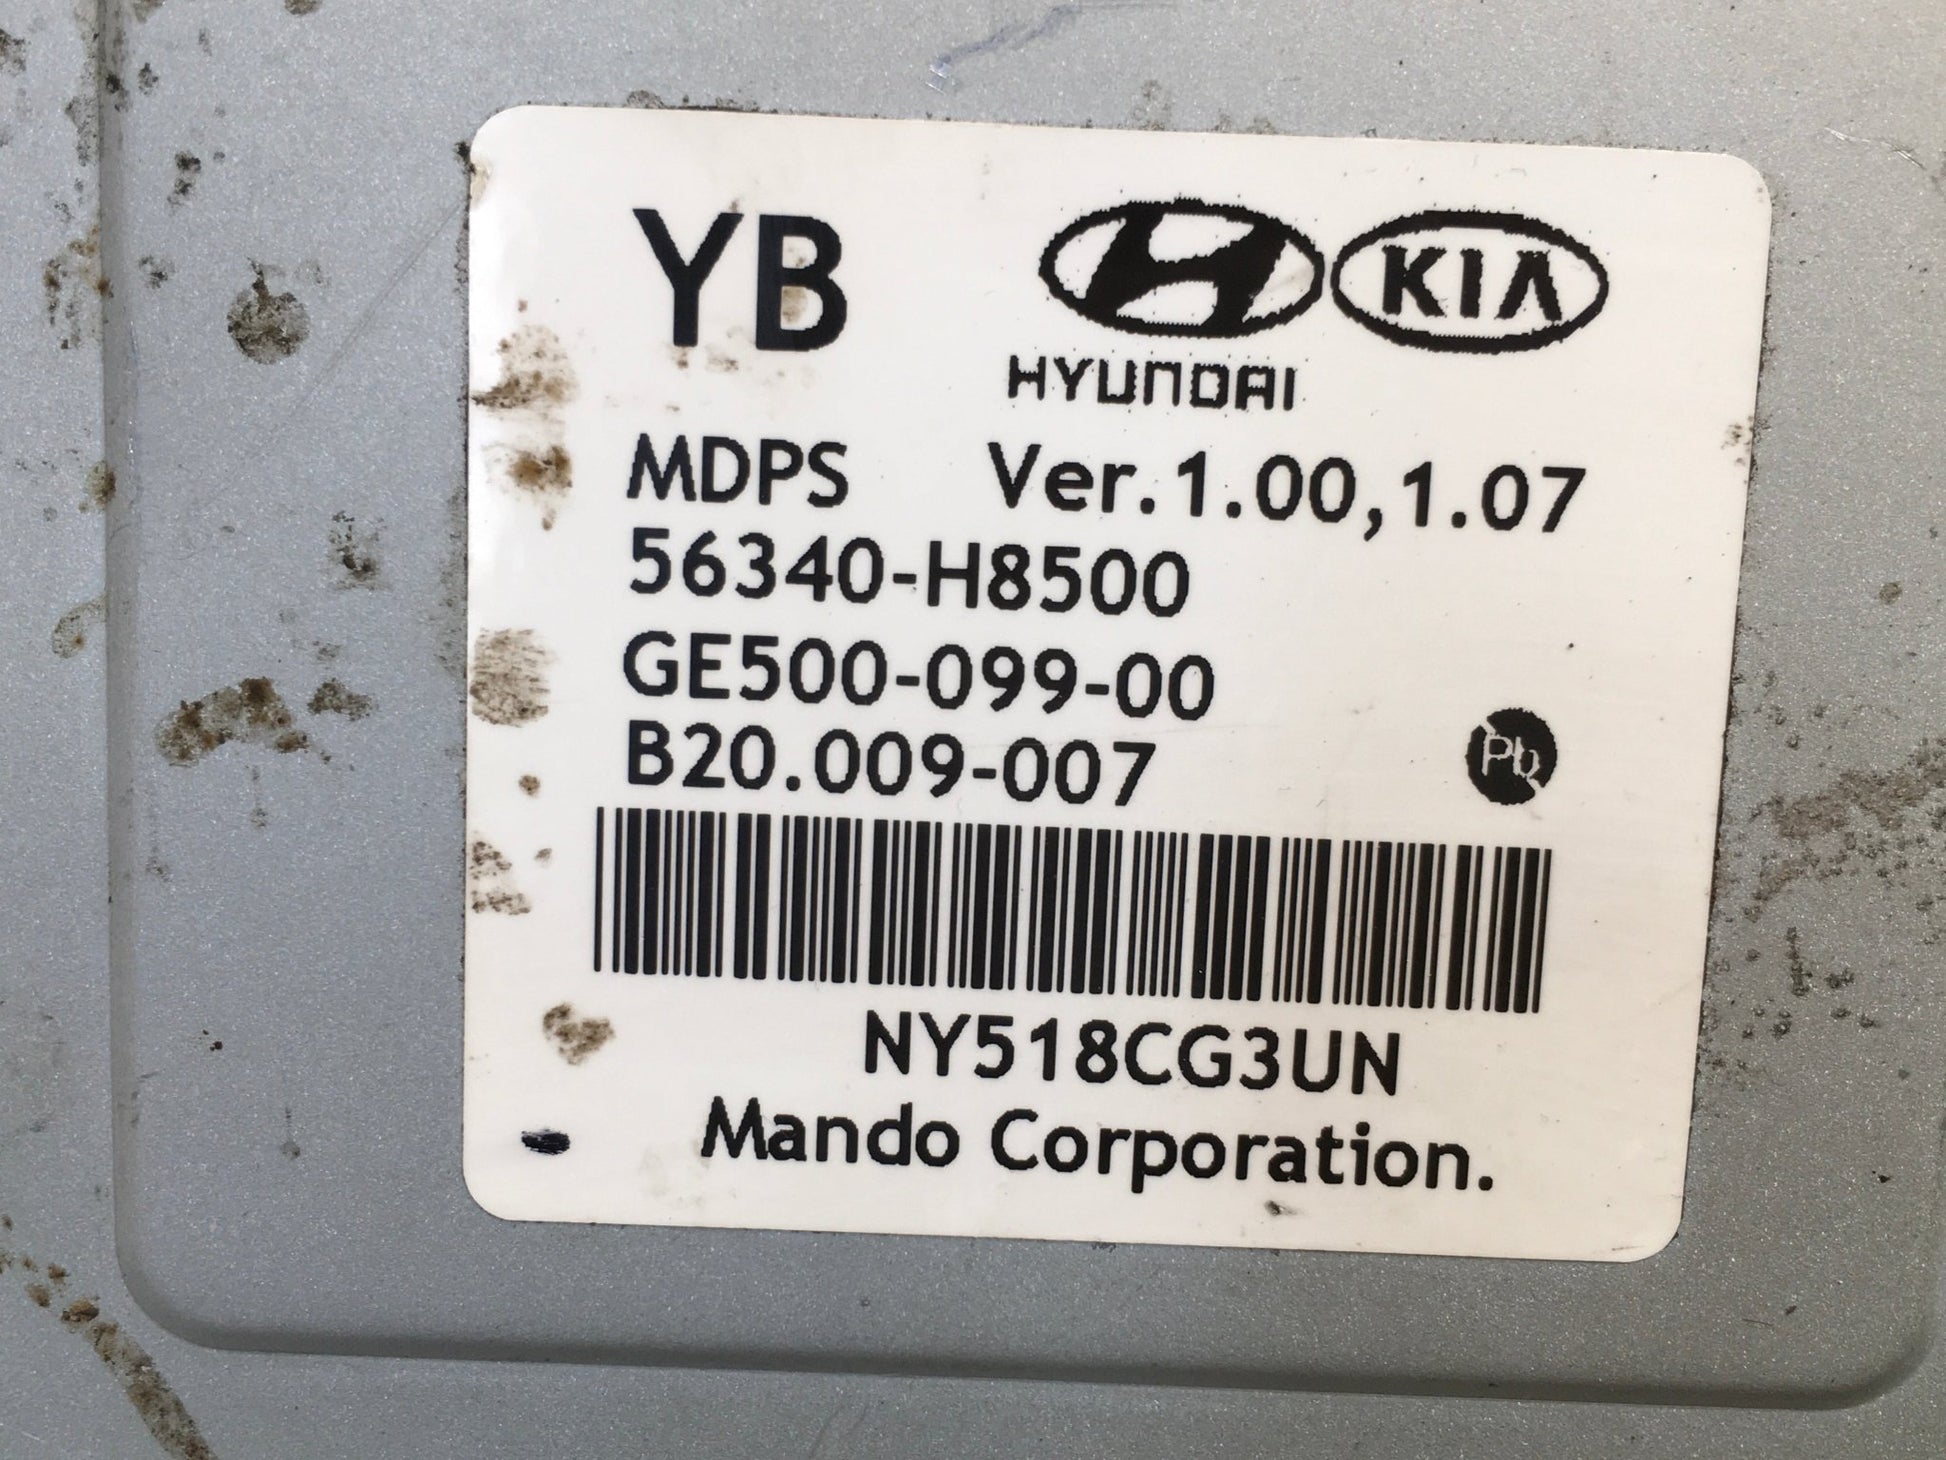 YB
KIA
HYUNDAI
MDPS Ver.1.00,1.07
56340-H8500
GE500-099-00
B20.009-007
Pb
NY518CG3UN
Mando Corporation.